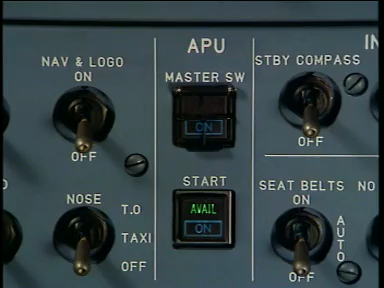 NAV & LOGO
ON
OFF
APU
MASTER SW
ON
STBY COMPASS
OFF
NOSE
T.O
TAXI
OFF
START
AVAIL
ON
SEAT BELTS
ON
AUTO
OFF
NO
IN